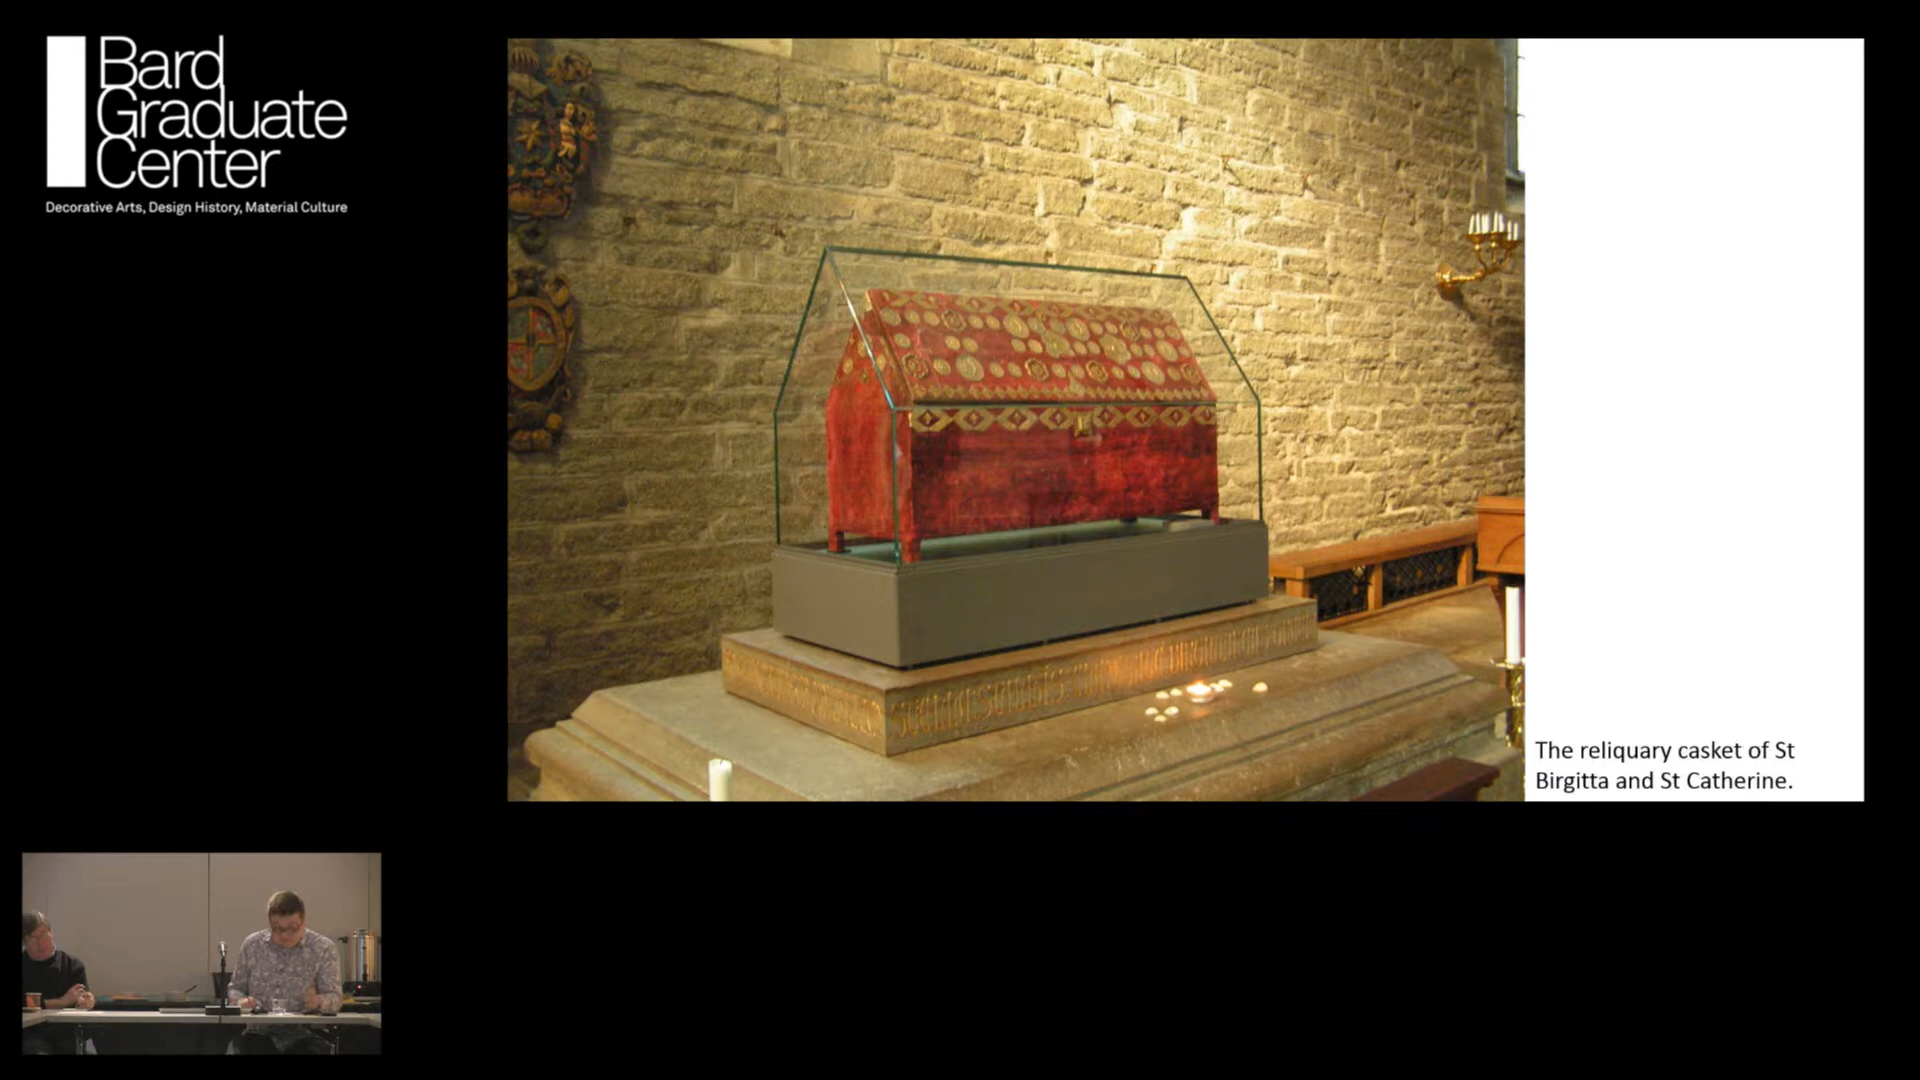 Bard
Graduate
Center
Decorative Arts, Design History, Material Culture
The reliquary casket of St
Birgitta and St Catherine.